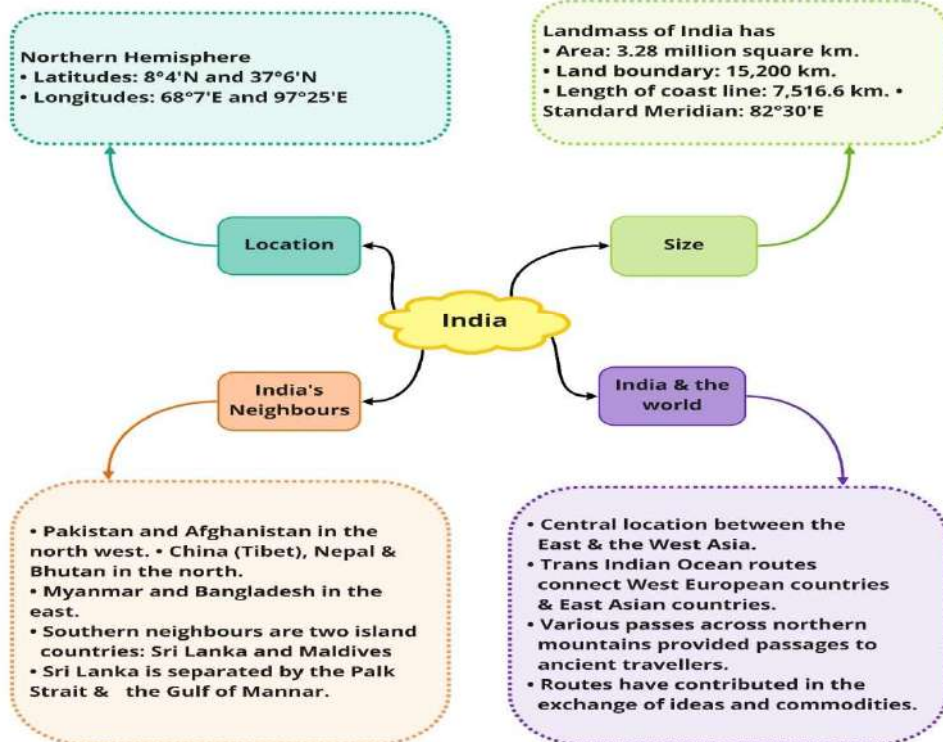 Northern Hemisphere
• Latitudes: 8°4'N and 37°6'N
• Longitudes: 68°7'E and 97°25'E
Landmass of India has
• Area: 3.28 million square km.
• Land boundary: 15,200 km.
• Length of coast line: 7,516.6 km. •
Standard Meridian: 82°30'E
Location
Size
India
India's
Neighbours
India & the
world
• Pakistan and Afghanistan in the
north west. • China (Tibet), Nepal &
Bhutan in the north.
• Myanmar and Bangladesh in the
east.
• Southern neighbours are two island
countries: Sri Lanka and Maldives
• Sri Lanka is separated by the Palk
Strait & the Gulf of Mannar.
• Central location between the
East & the West Asia.
• Trans Indian Ocean routes
connect West European countries
& East Asian countries.
• Various passes across northern
mountains provided passages to
ancient travellers.
• Routes have contributed in the
exchange of ideas and commodities.